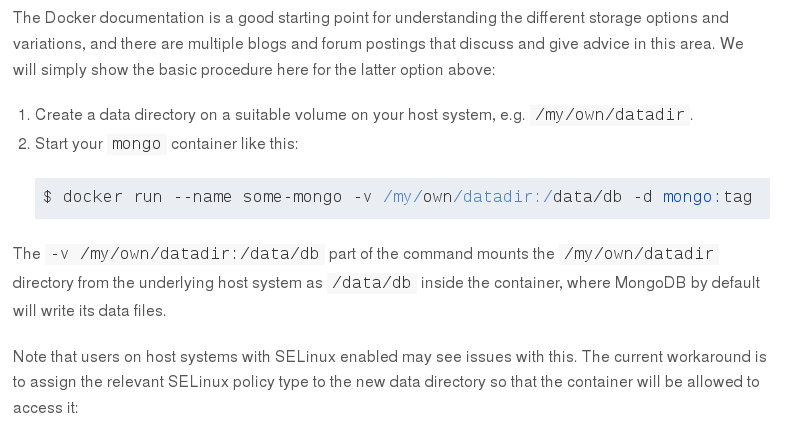 The Docker documentation is a good starting point for understanding the different storage options and
variations, and there are multiple blogs and forum postings that discuss and give advice in this area. We
will simply show the basic procedure here for the latter option above:
1. Create a data directory on a suitable volume on your host system, e.g. /my/own/datadir.
2. Start your mongo container like this:
$ docker run --name some-mongo -v /my/own/datadir:/data/db -d mongo:tag
The -v /my/own/datadir:/data/db part of the command mounts the /my/own/datadir
directory from the underlying host system as /data/db inside the container, where MongoDB by default
will write its data files.
Note that users on host systems with SELinux enabled may see issues with this. The current workaround is
to assign the relevant SELinux policy type to the new data directory so that the container will be allowed to
access it: